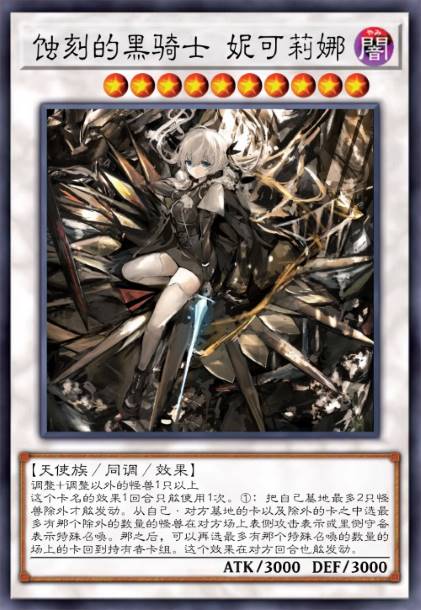 蚀刻的黑骑士 妮可莉娜
やみ
闇
【天使族／同调／效果】
调整＋调整以外的怪兽1只以上
这个卡名的效果1回合只能使用1次。①：把自己墓地最多2只怪
兽除外才能发动。从自己·对方墓地的卡以及除外的卡之中选最
多有那个除外的数量的怪兽在对方场上表侧攻击表示或里侧守备
表示特殊召唤。那之后，可以再选最多有那个特殊召唤的数量的
场上的卡回到持有者卡组。这个效果在对方回合也能发动。
ATK/3000 DEF/3000